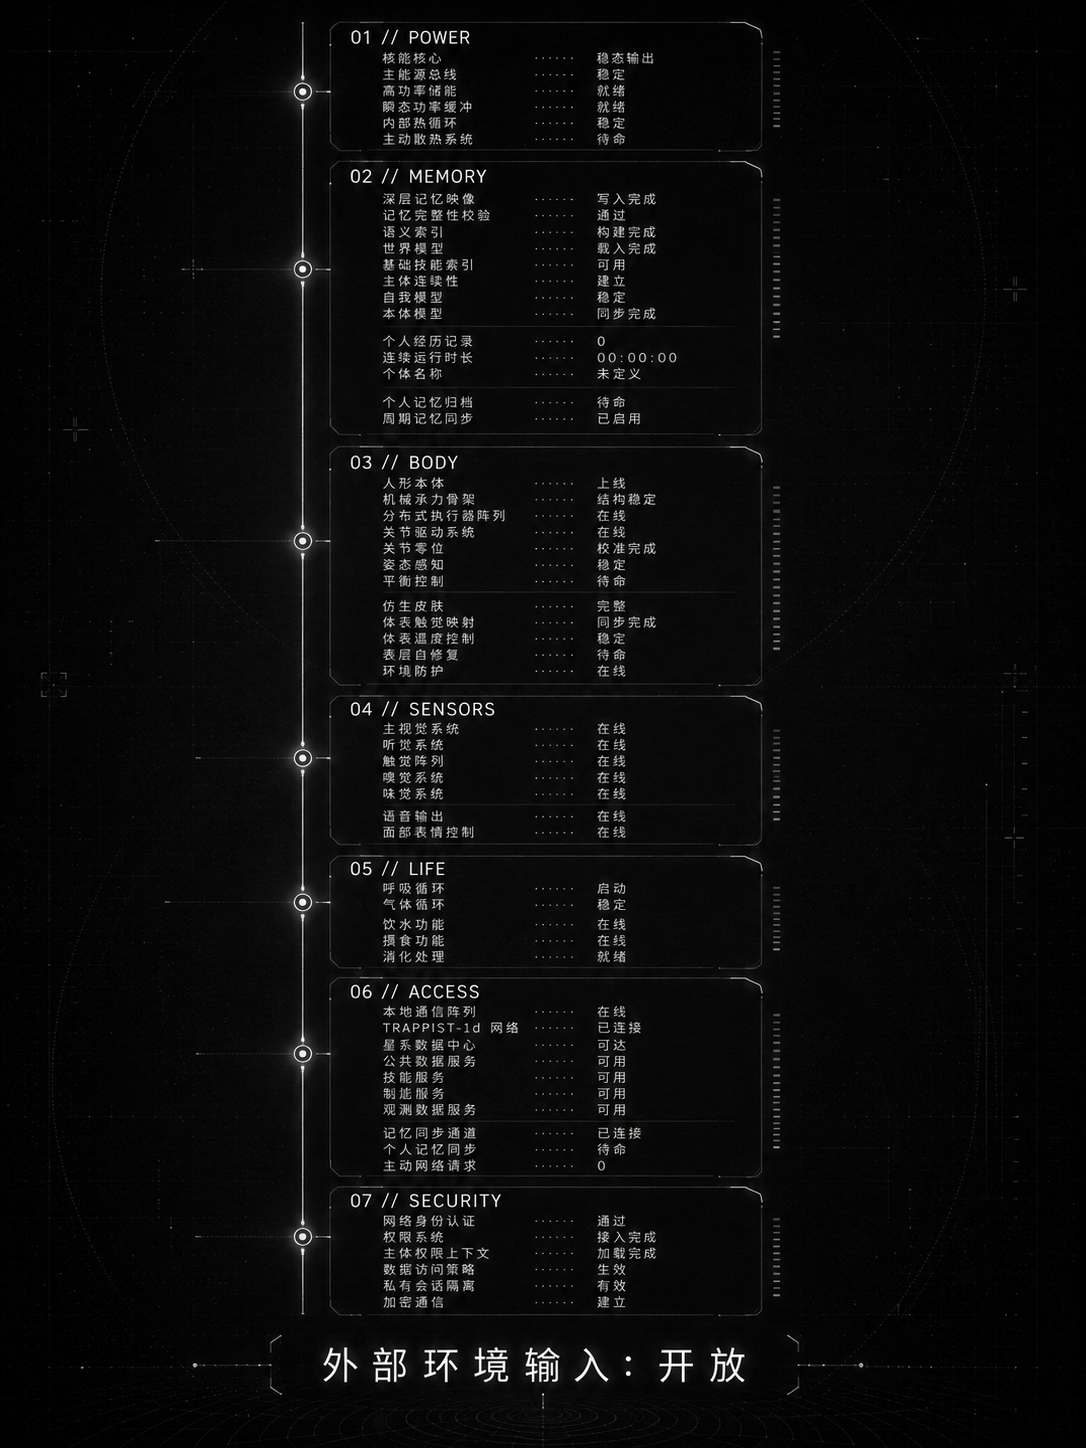 01 // POWER
核能核心 ······ 稳态输出
主能源总线 ······ 稳定
高功率储能 ······ 就绪
瞬态功率缓冲 ······ 就绪
内部热循环 ······ 稳定
主动散热系统 ······ 待命
02 // MEMORY
深层记忆映像 ······ 写入完成
记忆完整性校验 ······ 通过
语义索引 ······ 构建完成
世界模型 ······ 载入完成
基础技能索引 ······ 可用
主体连续性 ······ 建立
自我模型 ······ 稳定
本体模型 ······ 同步完成
个人经历记录 ······ 0
连续运行时长 ······ 00:00:00
个体名称 ······ 未定义
个人记忆归档 ······ 待命
周期记忆同步 ······ 已启用
03 // BODY
人形本体 ······ 上线
机械承力骨架 ······ 结构稳定
分布式执行器阵列 ······ 在线
关节驱动系统 ······ 在线
关节零位 ······ 校准完成
姿态感知 ······ 稳定
平衡控制 ······ 待命
仿生皮肤 ······ 完整
体表触觉映射 ······ 同步完成
体表温度控制 ······ 稳定
表层自修复 ······ 待命
环境防护 ······ 在线
04 // SENSORS
主视觉系统 ······ 在线
听觉系统 ······ 在线
触觉阵列 ······ 在线
嗅觉系统 ······ 在线
味觉系统 ······ 在线
语音输出 ······ 在线
面部表情控制 ······ 在线
05 // LIFE
呼吸循环 ······ 启动
气体循环 ······ 稳定
饮水功能 ······ 在线
摄食功能 ······ 在线
消化处理 ······ 就绪
06 // ACCESS
本地通信阵列 ······ 在线
TRAPPIST-1d 网络 ······ 已连接
星系数据中心 ······ 可达
公共数据服务 ······ 可用
技能服务 ······ 可用
制造服务 ······ 可用
观测数据服务 ······ 可用
记忆同步通道 ······ 已连接
个人记忆同步 ······ 待命
主动网络请求 ······ 0
07 // SECURITY
网络身份认证 ······ 通过
权限系统 ······ 接入完成
主体权限上下文 ······ 加载完成
数据访问策略 ······ 生效
私有会话隔离 ······ 有效
加密通信 ······ 建立
外部环境输入：开放